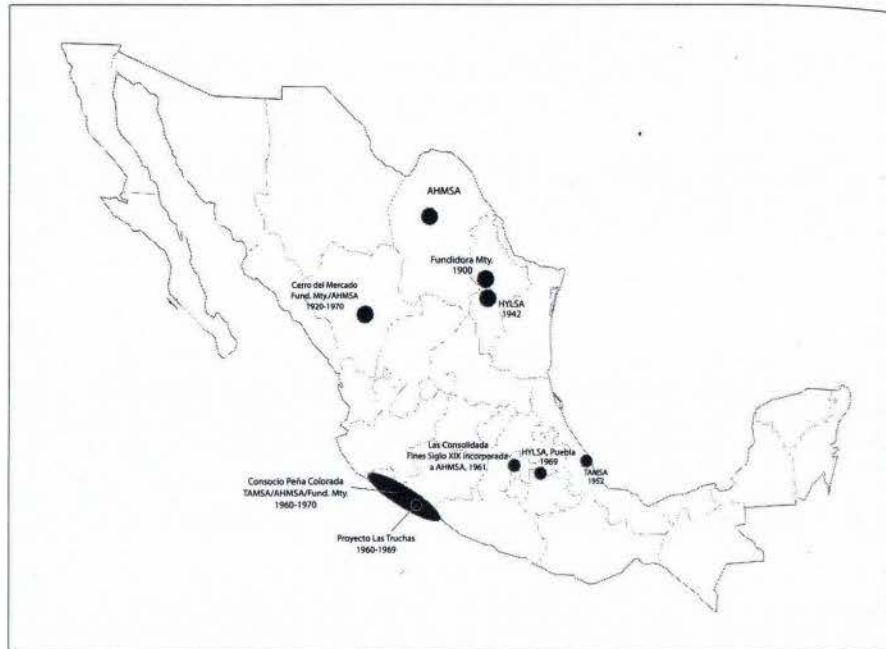 AHMSA
Fundidora Mty.
1900
HYLSA
1942
Cerro del Mercado
Fund. Mty./AHMSA
1920-1970
Las Consolidada
Fines Siglo XIX incorporada
a AHMSA, 1961.
HYLSA, Puebla
1969
TAMSA
1952
Consocio Peña Colorada
TAMSA/AHMSA/Fund. Mty.
1960-1970
Proyecto Las Truchas
1960-1969